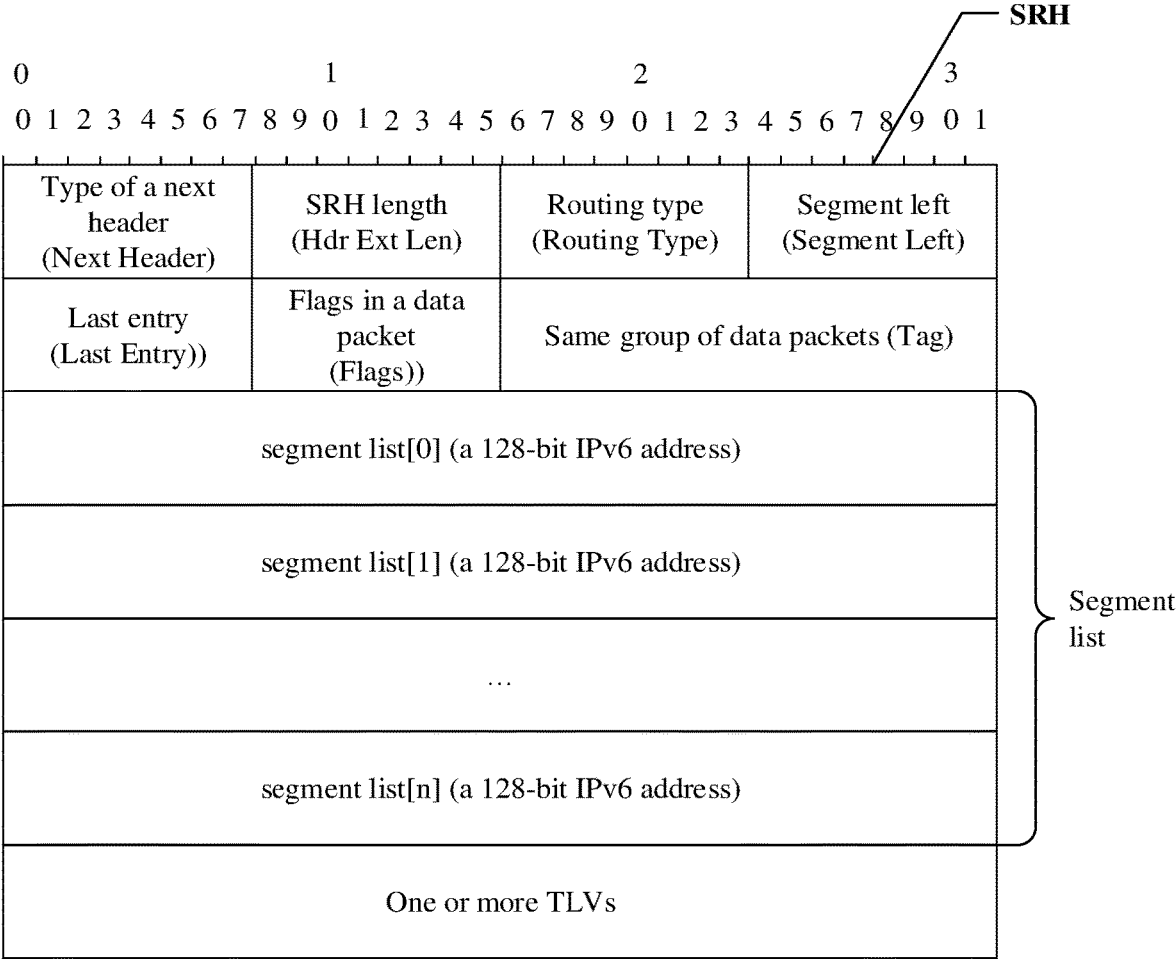 SRH
0 1 2 3
0 1 2 3 4 5 6 7 8 9 0 1 2 3 4 5 6 7 8 9 0 1 2 3 4 5 6 7 8 9 0 1
Type of a next
header
(Next Header)
SRH length
(Hdr Ext Len)
Routing type
(Routing Type)
Segment left
(Segment Left)
Last entry
(Last Entry))
Flags in a data
packet
(Flags))
Same group of data packets (Tag)
segment list[0] (a 128-bit IPv6 address)
segment list[1] (a 128-bit IPv6 address)
...
segment list[n] (a 128-bit IPv6 address)
Segment
list
One or more TLVs